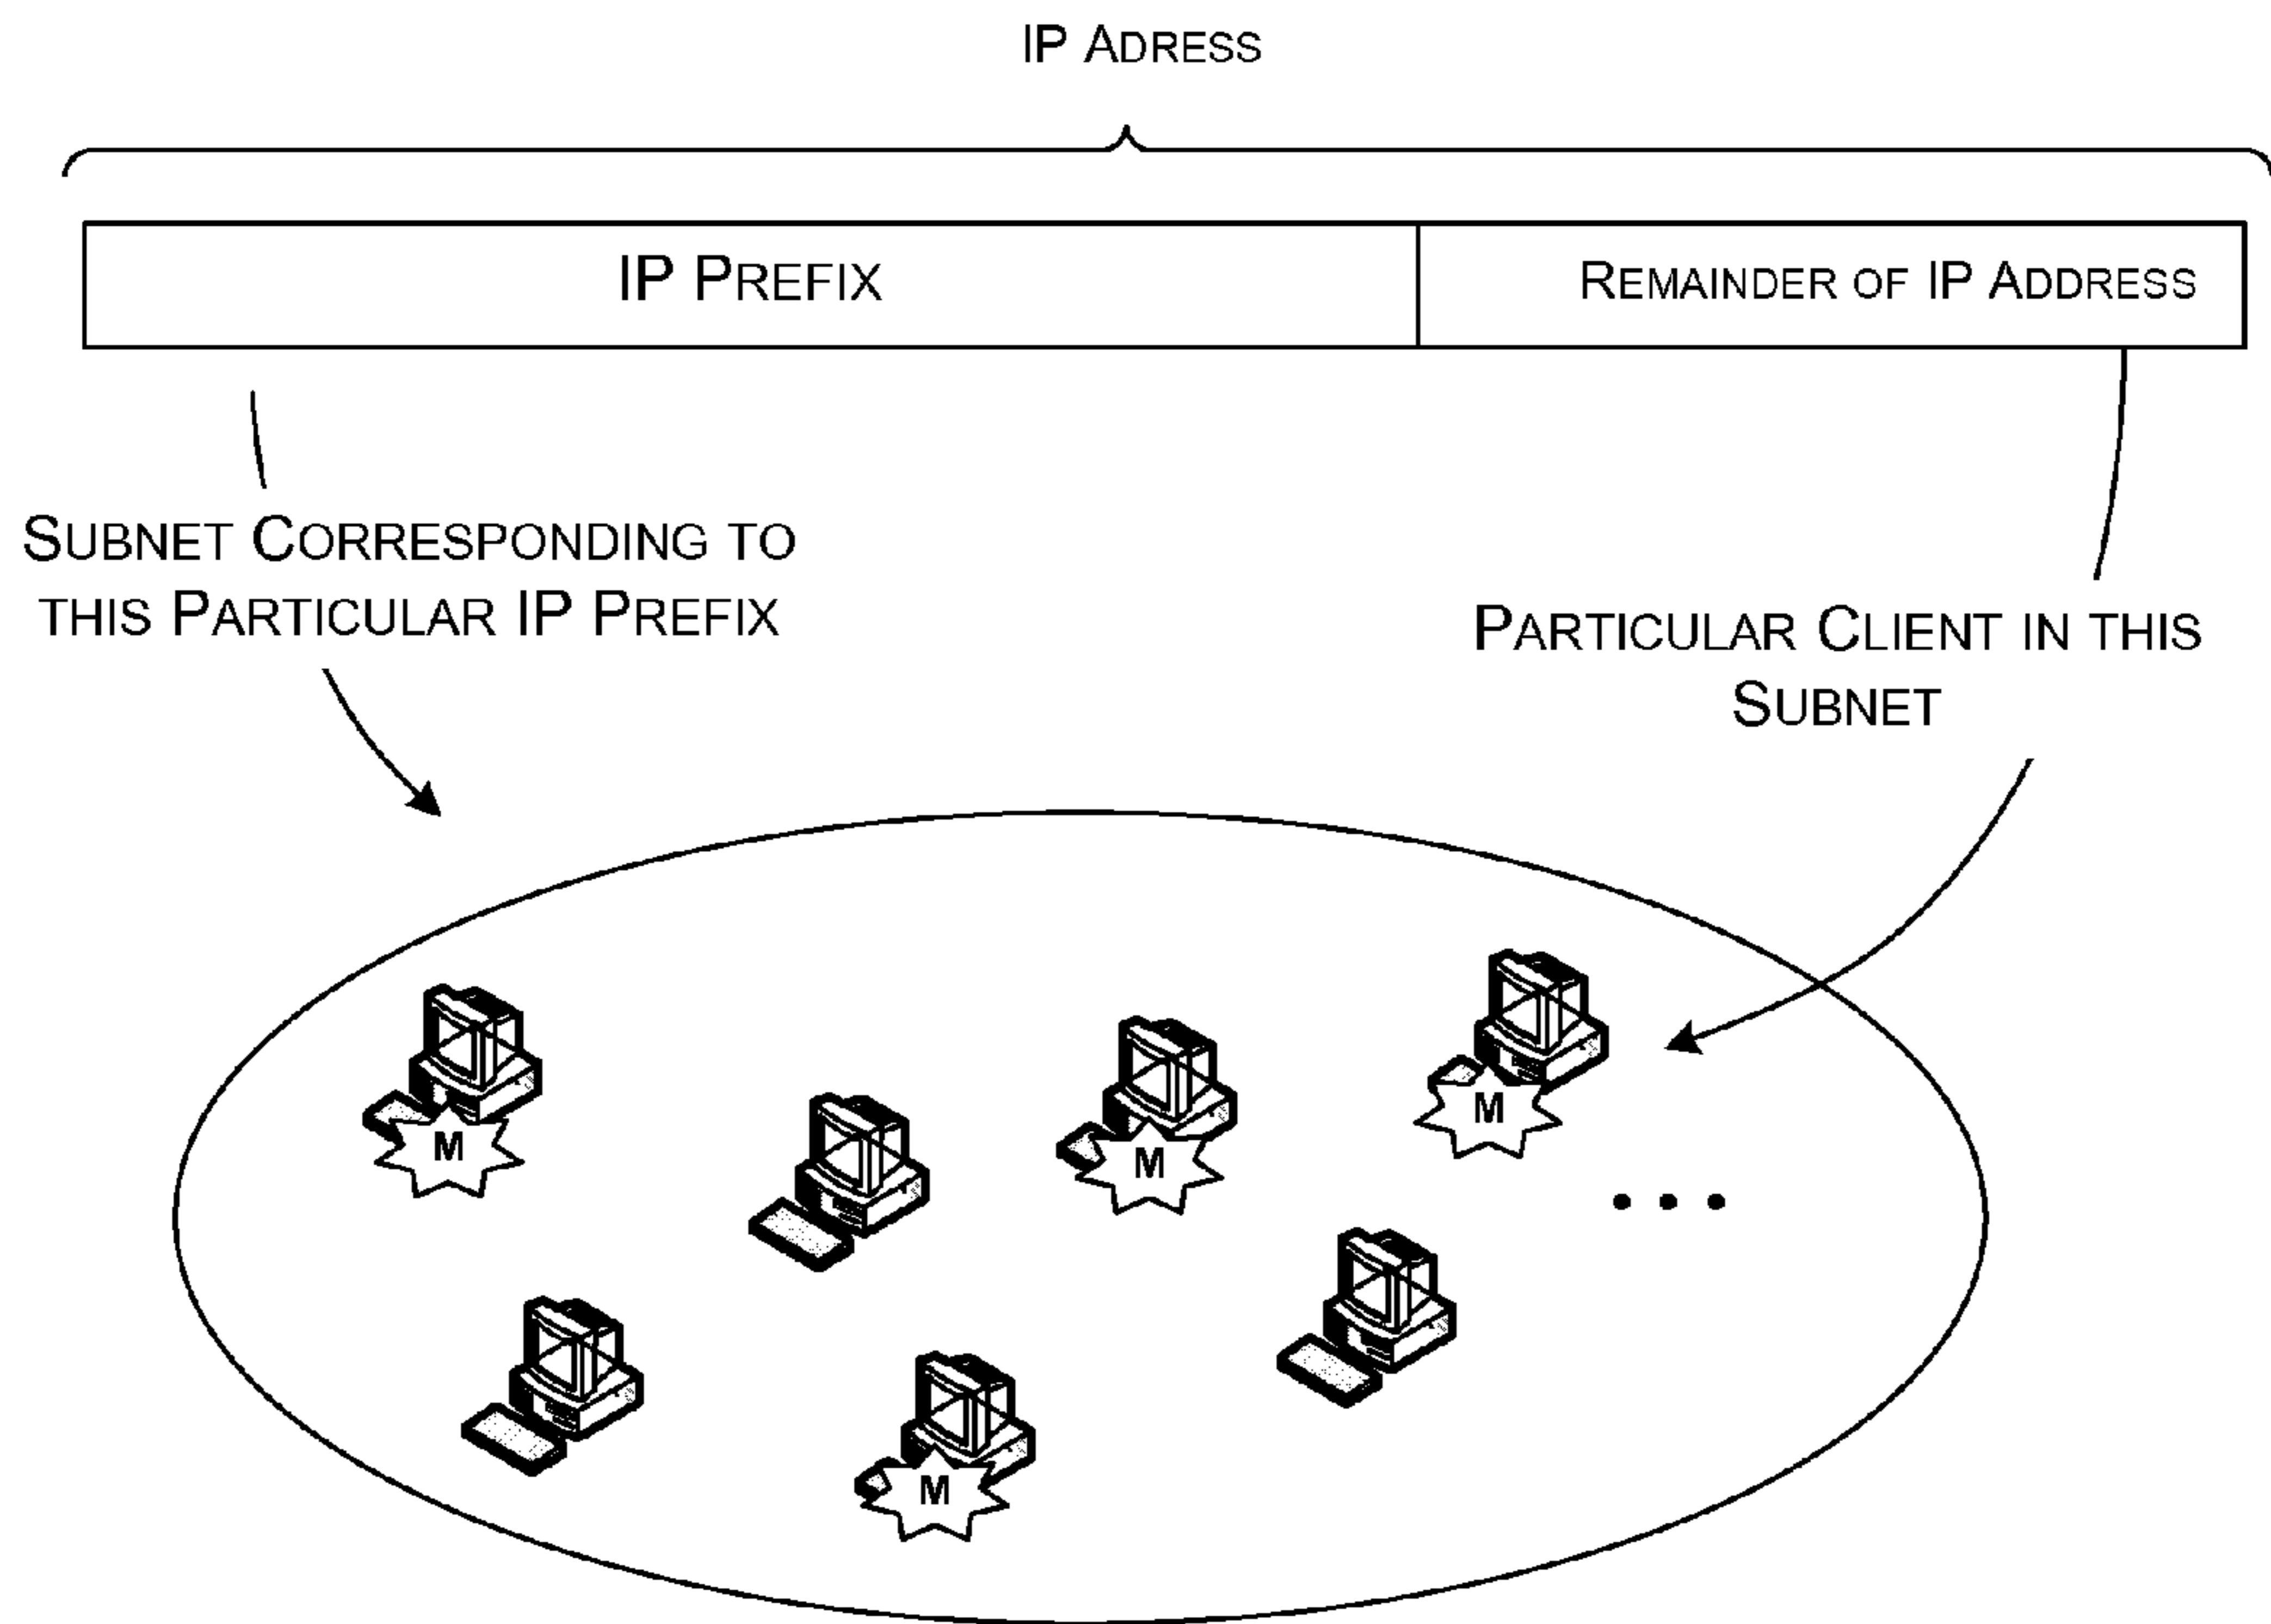 IP ADRESS
IP PREFIX
REMAINDER OF IP ADDRESS
SUBNET CORRESPONDING TO
THIS PARTICULAR IP PREFIX
PARTICULAR CLIENT IN THIS
SUBNET
M
M
M
M